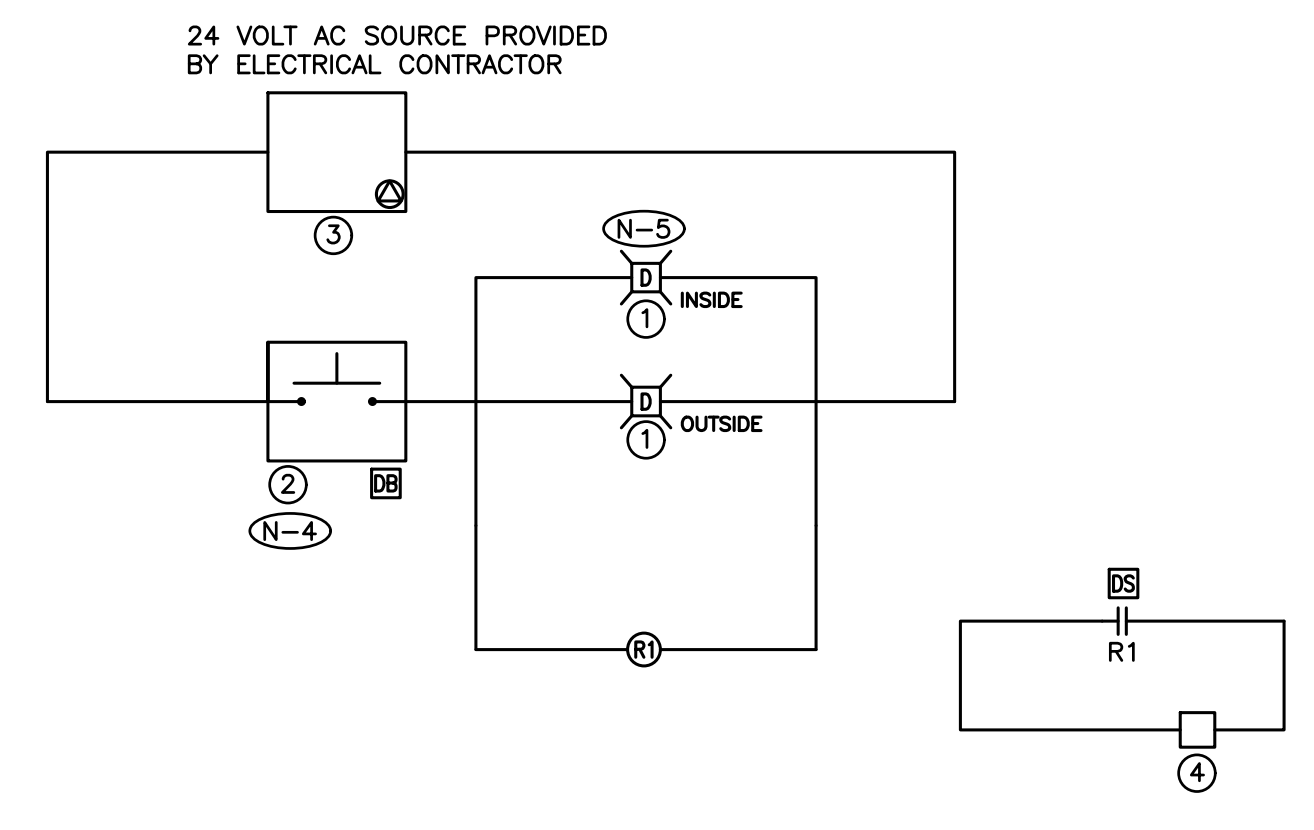 24 VOLT AC SOURCE PROVIDED
BY ELECTRICAL CONTRACTOR
3
N-5
D
INSIDE
1
D
OUTSIDE
1
2
DB
N-4
R1
DS
R1
4